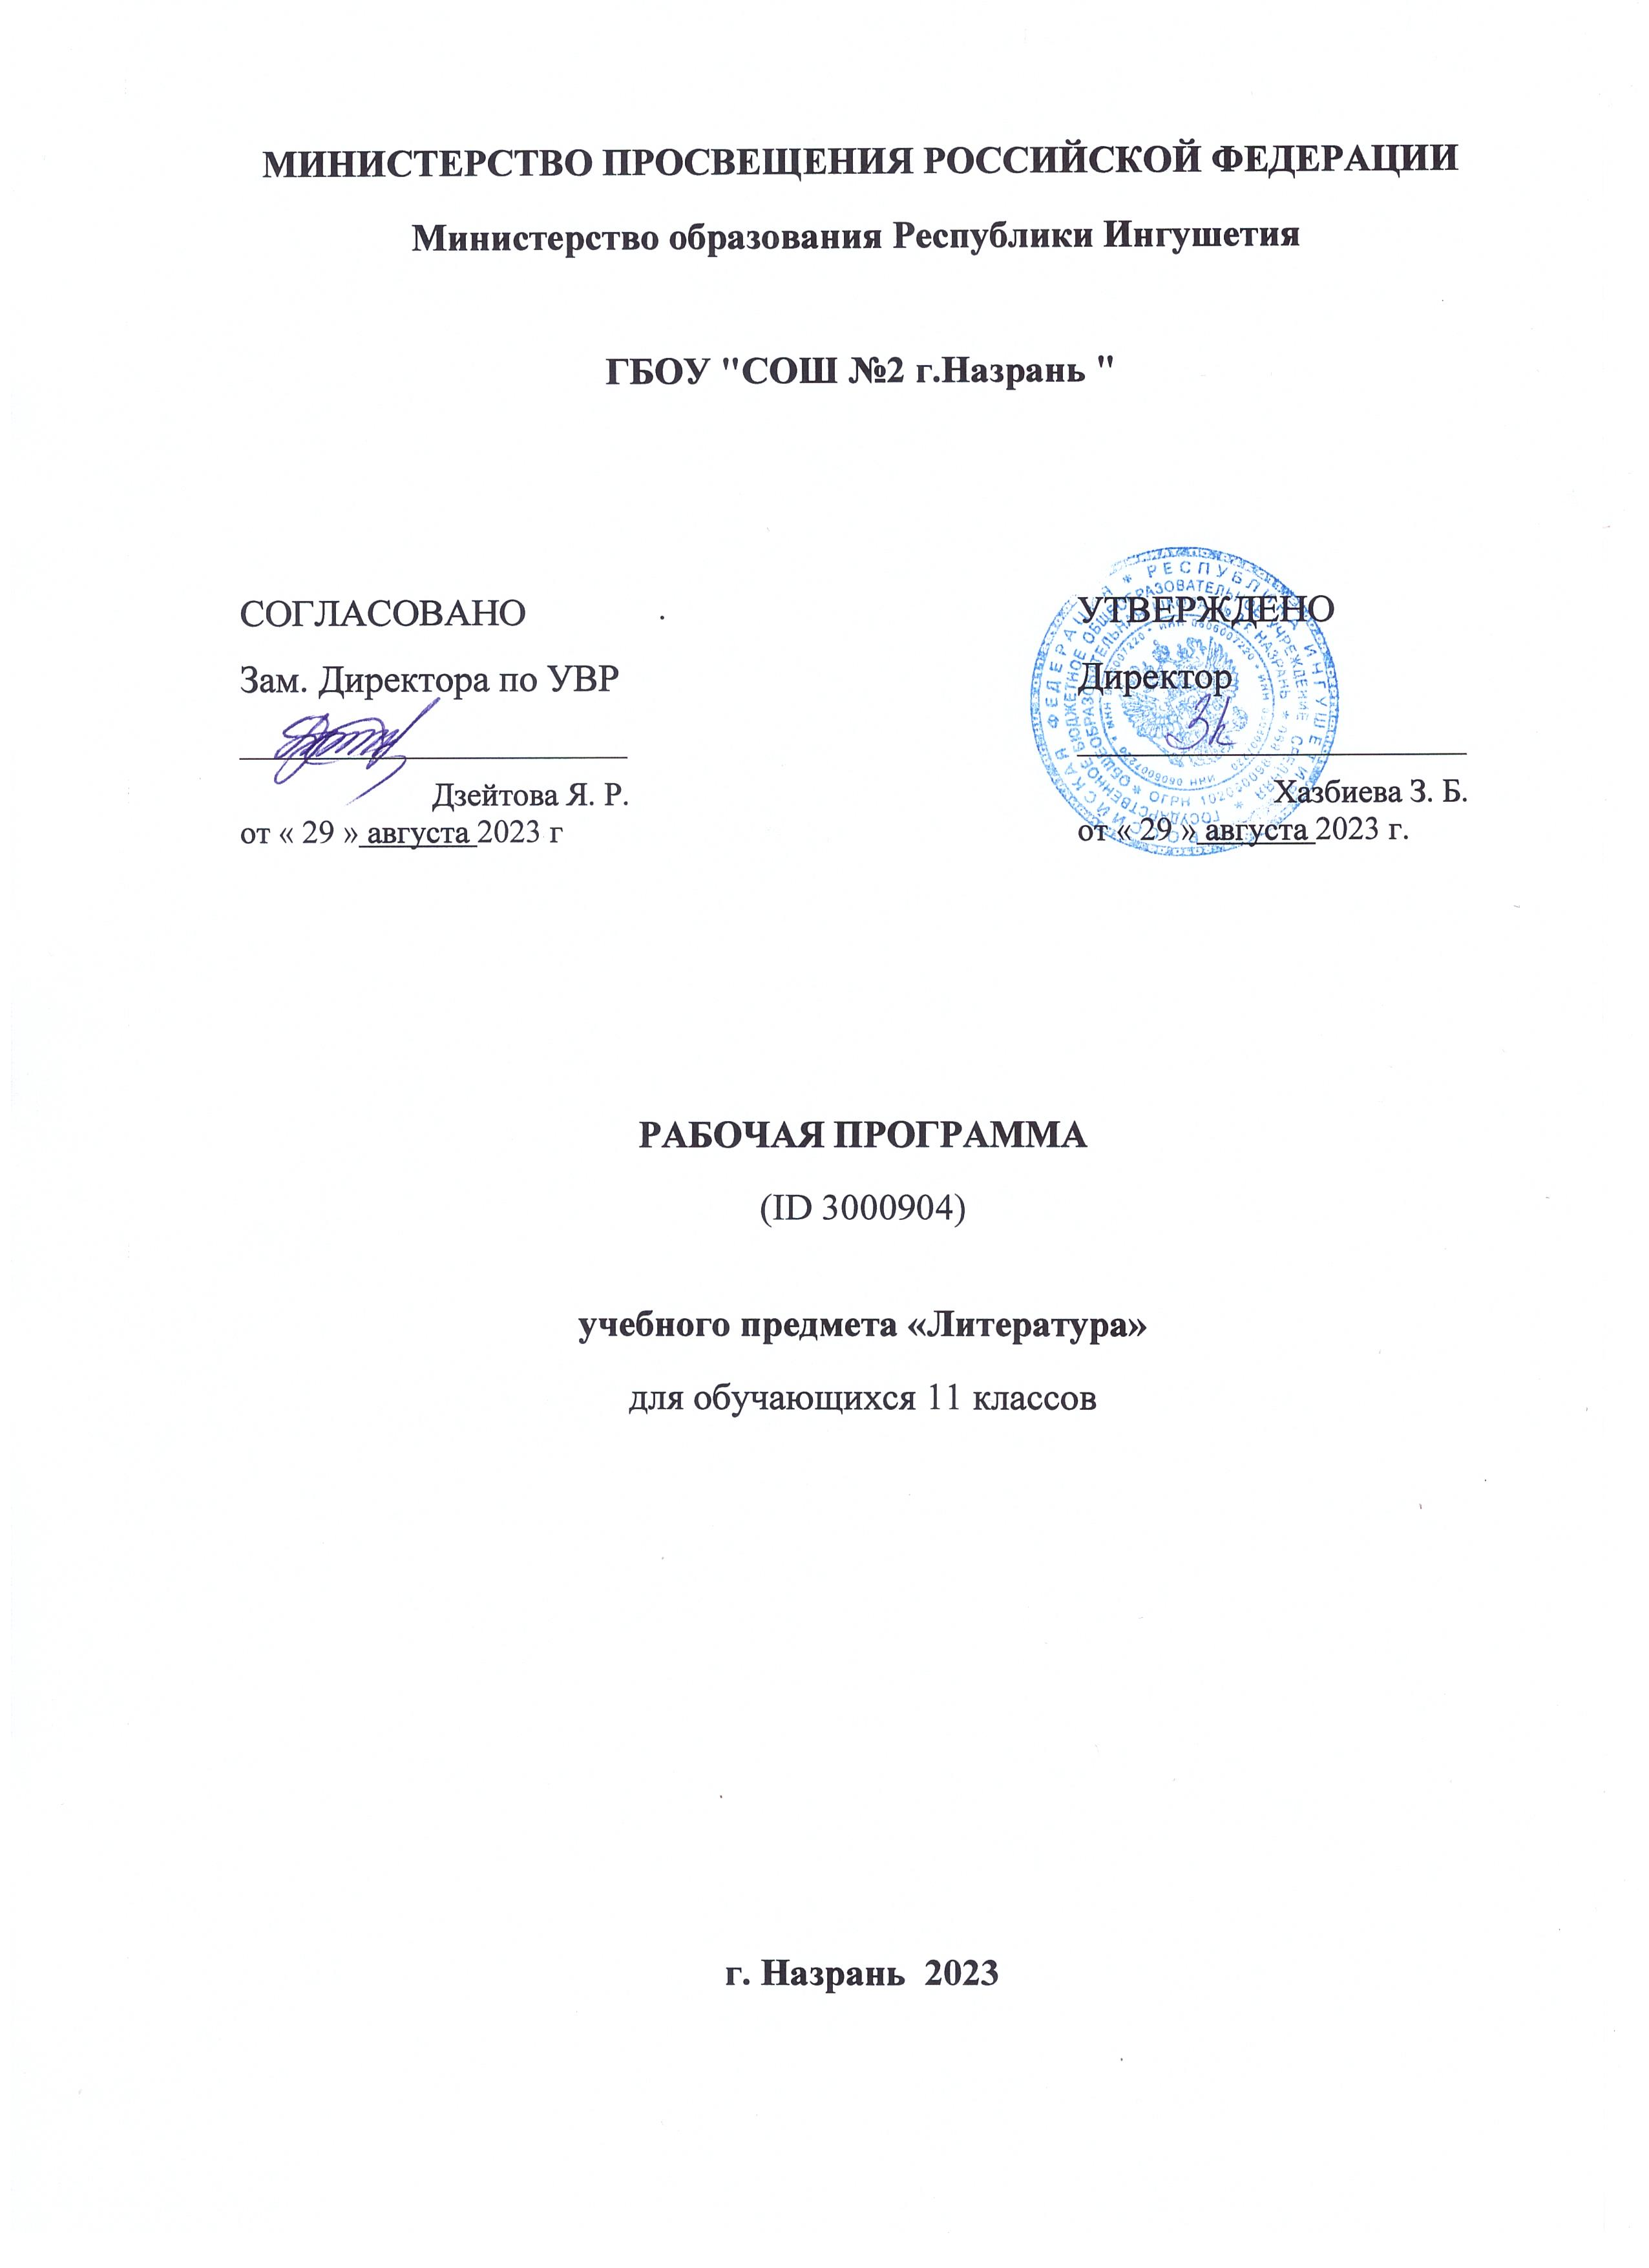 МИНИСТЕРСТВО ПРОСВЕЩЕНИЯ РОССИЙСКОЙ ФЕДЕРАЦИИ
Министерство образования Республики Ингушетия
ГБОУ "СОШ №2 г.Назрань "
СОГЛАСОВАНО
Зам. Директора по УВР
Дзейтова Я. Р.
от « 29 » августа 2023 г
УТВЕРЖДЕНО
Директор
Хазбиева З. Б.
от « 29 » августа 2023 г.
РАБОЧАЯ ПРОГРАММА
(ID 3000904)
учебного предмета «Литература»
для обучающихся 11 классов
г. Назрань 2023